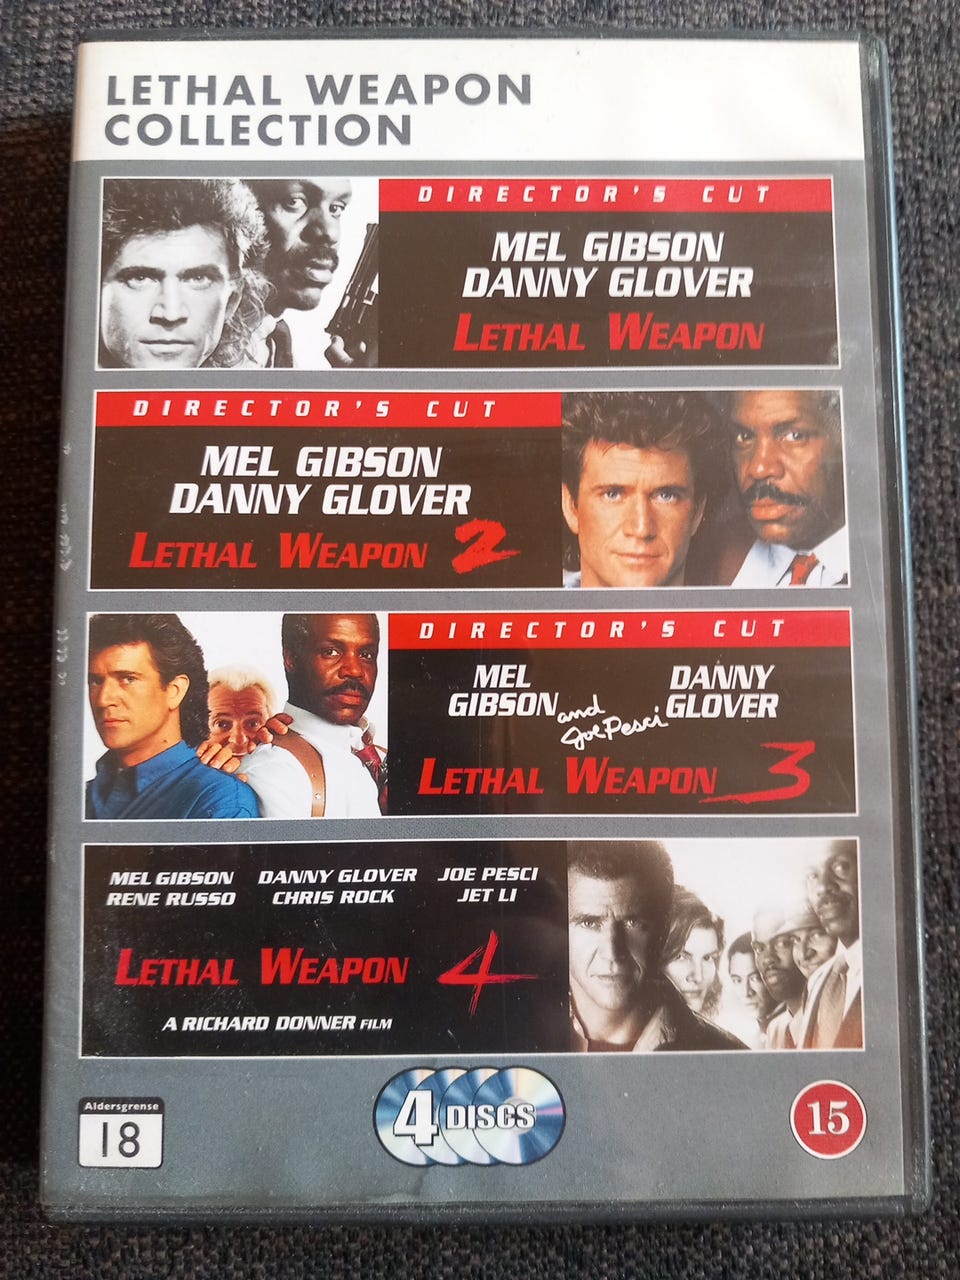 LETHAL WEAPON
COLLECTION
DIRECTOR'S CUT
MEL GIBSON
DANNY GLOVER
LETHAL WEAPON
DIRECTOR'S CUT
MEL GIBSON
DANNY GLOVER
LETHAL WEAPON 2
DIRECTOR'S CUT
MEL GIBSON
and Joe Pesci
DANNY GLOVER
LETHAL WEAPON 3
MEL GIBSON DANNY GLOVER JOE PESCI
RENE RUSSO CHRIS ROCK JET LI
LETHAL WEAPON 4
A RICHARD DONNER FILM
Aldersgrense
18
4 DISCS
15